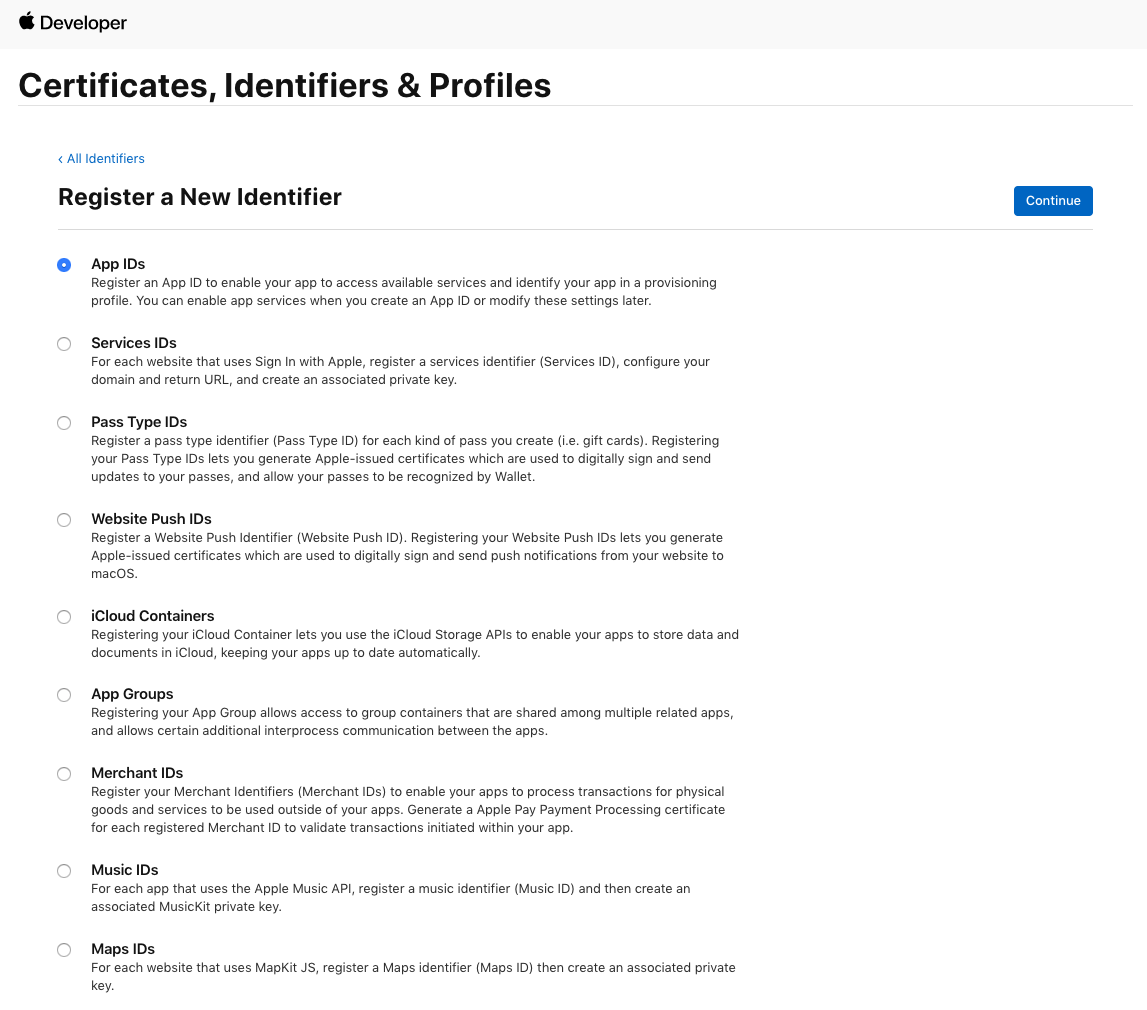 Developer
Certificates, Identifiers & Profiles
‹ All Identifiers
Register a New Identifier
Continue
App IDs
Register an App ID to enable your app to access available services and identify your app in a provisioning
profile. You can enable app services when you create an App ID or modify these settings later.
Services IDs
For each website that uses Sign In with Apple, register a services identifier (Services ID), configure your
domain and return URL, and create an associated private key.
Pass Type IDs
Register a pass type identifier (Pass Type ID) for each kind of pass you create (i.e. gift cards). Registering
your Pass Type IDs lets you generate Apple-issued certificates which are used to digitally sign and send
updates to your passes, and allow your passes to be recognized by Wallet.
Website Push IDs
Register a Website Push Identifier (Website Push ID). Registering your Website Push IDs lets you generate
Apple-issued certificates which are used to digitally sign and send push notifications from your website to
macOS.
iCloud Containers
Registering your iCloud Container lets you use the iCloud Storage APIs to enable your apps to store data and
documents in iCloud, keeping your apps up to date automatically.
App Groups
Registering your App Group allows access to group containers that are shared among multiple related apps,
and allows certain additional interprocess communication between the apps.
Merchant IDs
Register your Merchant Identifiers (Merchant IDs) to enable your apps to process transactions for physical
goods and services to be used outside of your apps. Generate a Apple Pay Payment Processing certificate
for each registered Merchant ID to validate transactions initiated within your app.
Music IDs
For each app that uses the Apple Music API, register a music identifier (Music ID) and then create an
associated MusicKit private key.
Maps IDs
For each website that uses MapKit JS, register a Maps identifier (Maps ID) then create an associated private
key.